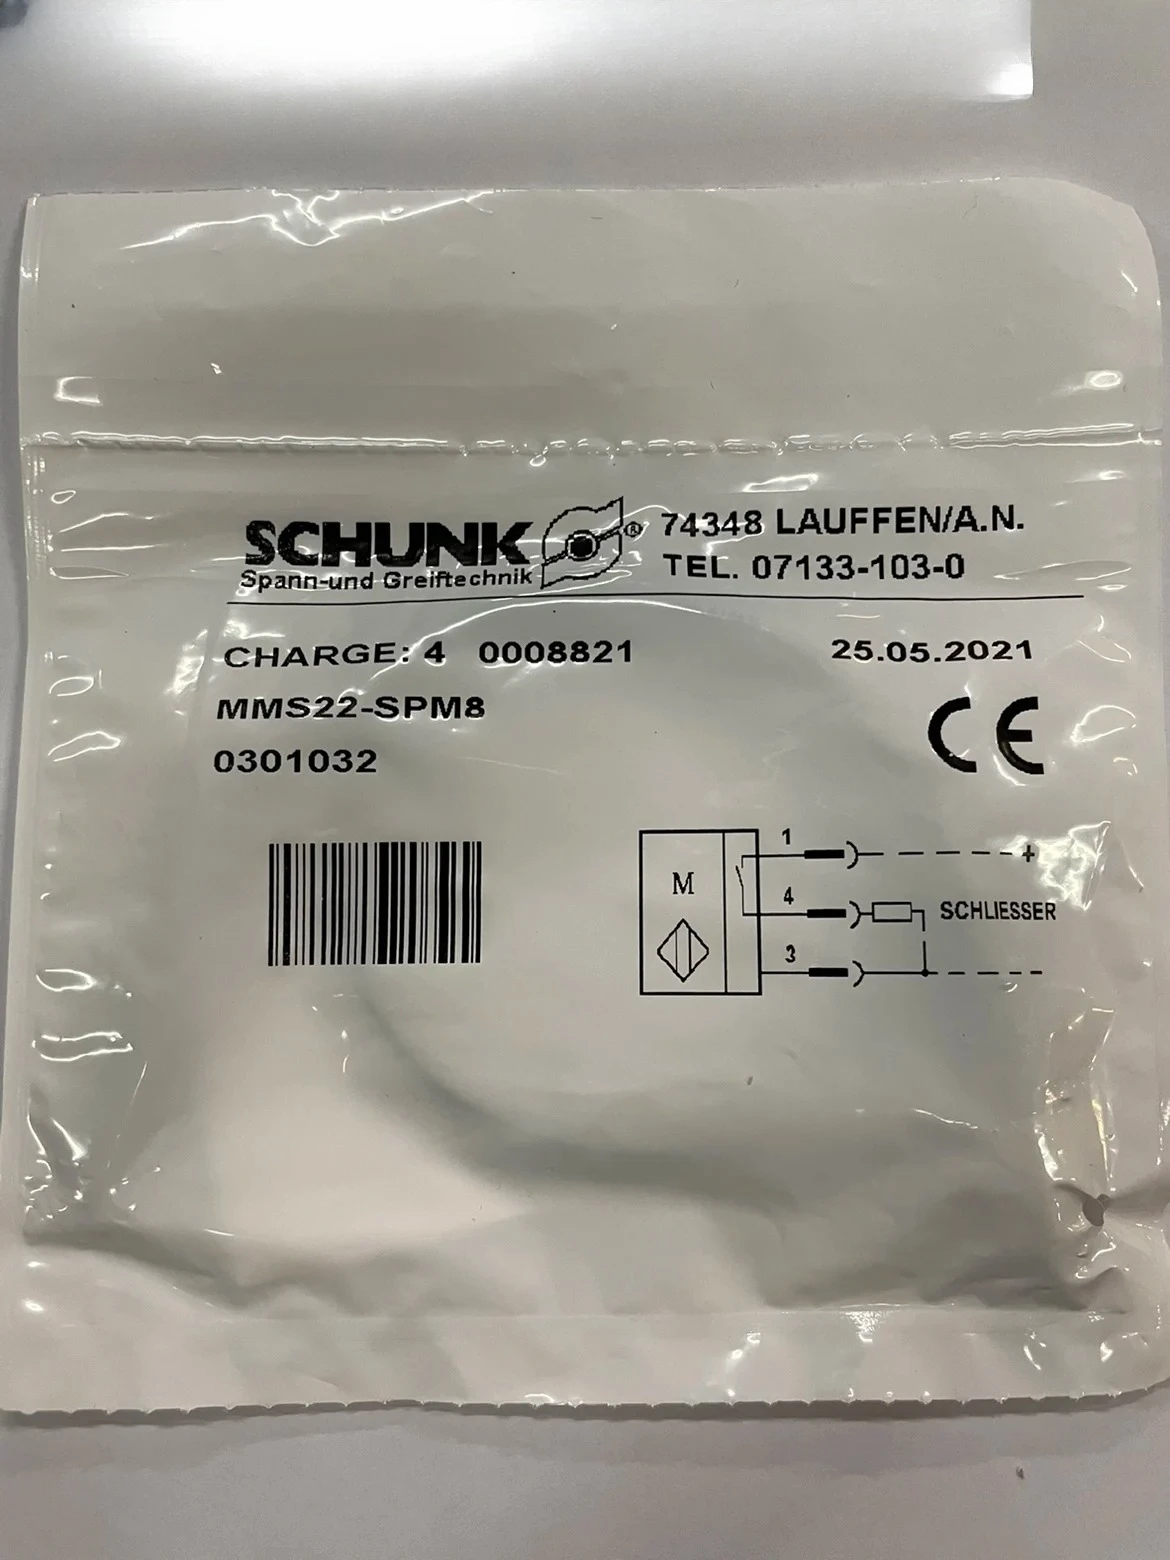 SCHUNK ® 74348 LAUFFEN/A.N.
Spann-und Greiftechnik TEL. 07133-103-0
CHARGE: 4 0008821 25.05.2021
MMS22-SPM8
0301032
CE
1
+
M
4
SCHLIESSER
3